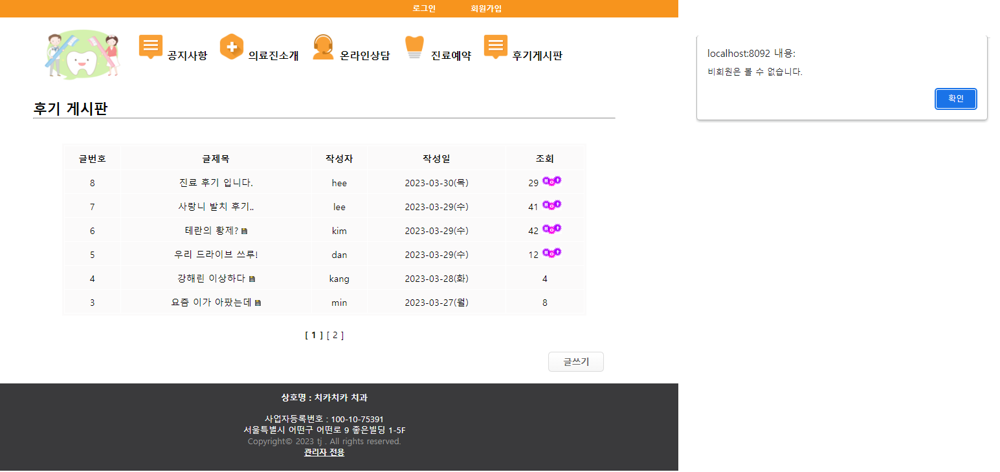 로그인 회원가입
공지사항 의료진소개 온라인상담 진료예약 후기게시판
후기 게시판
글번호 글제목 작성자 작성일 조회
8 진료 후기 입니다. hee 2023-03-30(목) 29 HOT
7 사랑니 발치 후기.. lee 2023-03-29(수) 41 HOT
6 테란의 황제? kim 2023-03-29(수) 42 HOT
5 우리 드라이브 쓰루! dan 2023-03-29(수) 12 HOT
4 강해린 이상하다 kang 2023-03-28(화) 4
3 요즘 이가 아팠는데 min 2023-03-27(월) 8
[ 1 ] [ 2 ]
글쓰기
상호명 : 치카치카 치과
사업자등록번호 : 100-10-75391
서울특별시 어떤구 어떤로 9 좋은빌딩 1-5F
Copyright© 2023 tj . All rights reserved.
관리자 전용
localhost:8092 내용:
비회원은 볼 수 없습니다.
확인